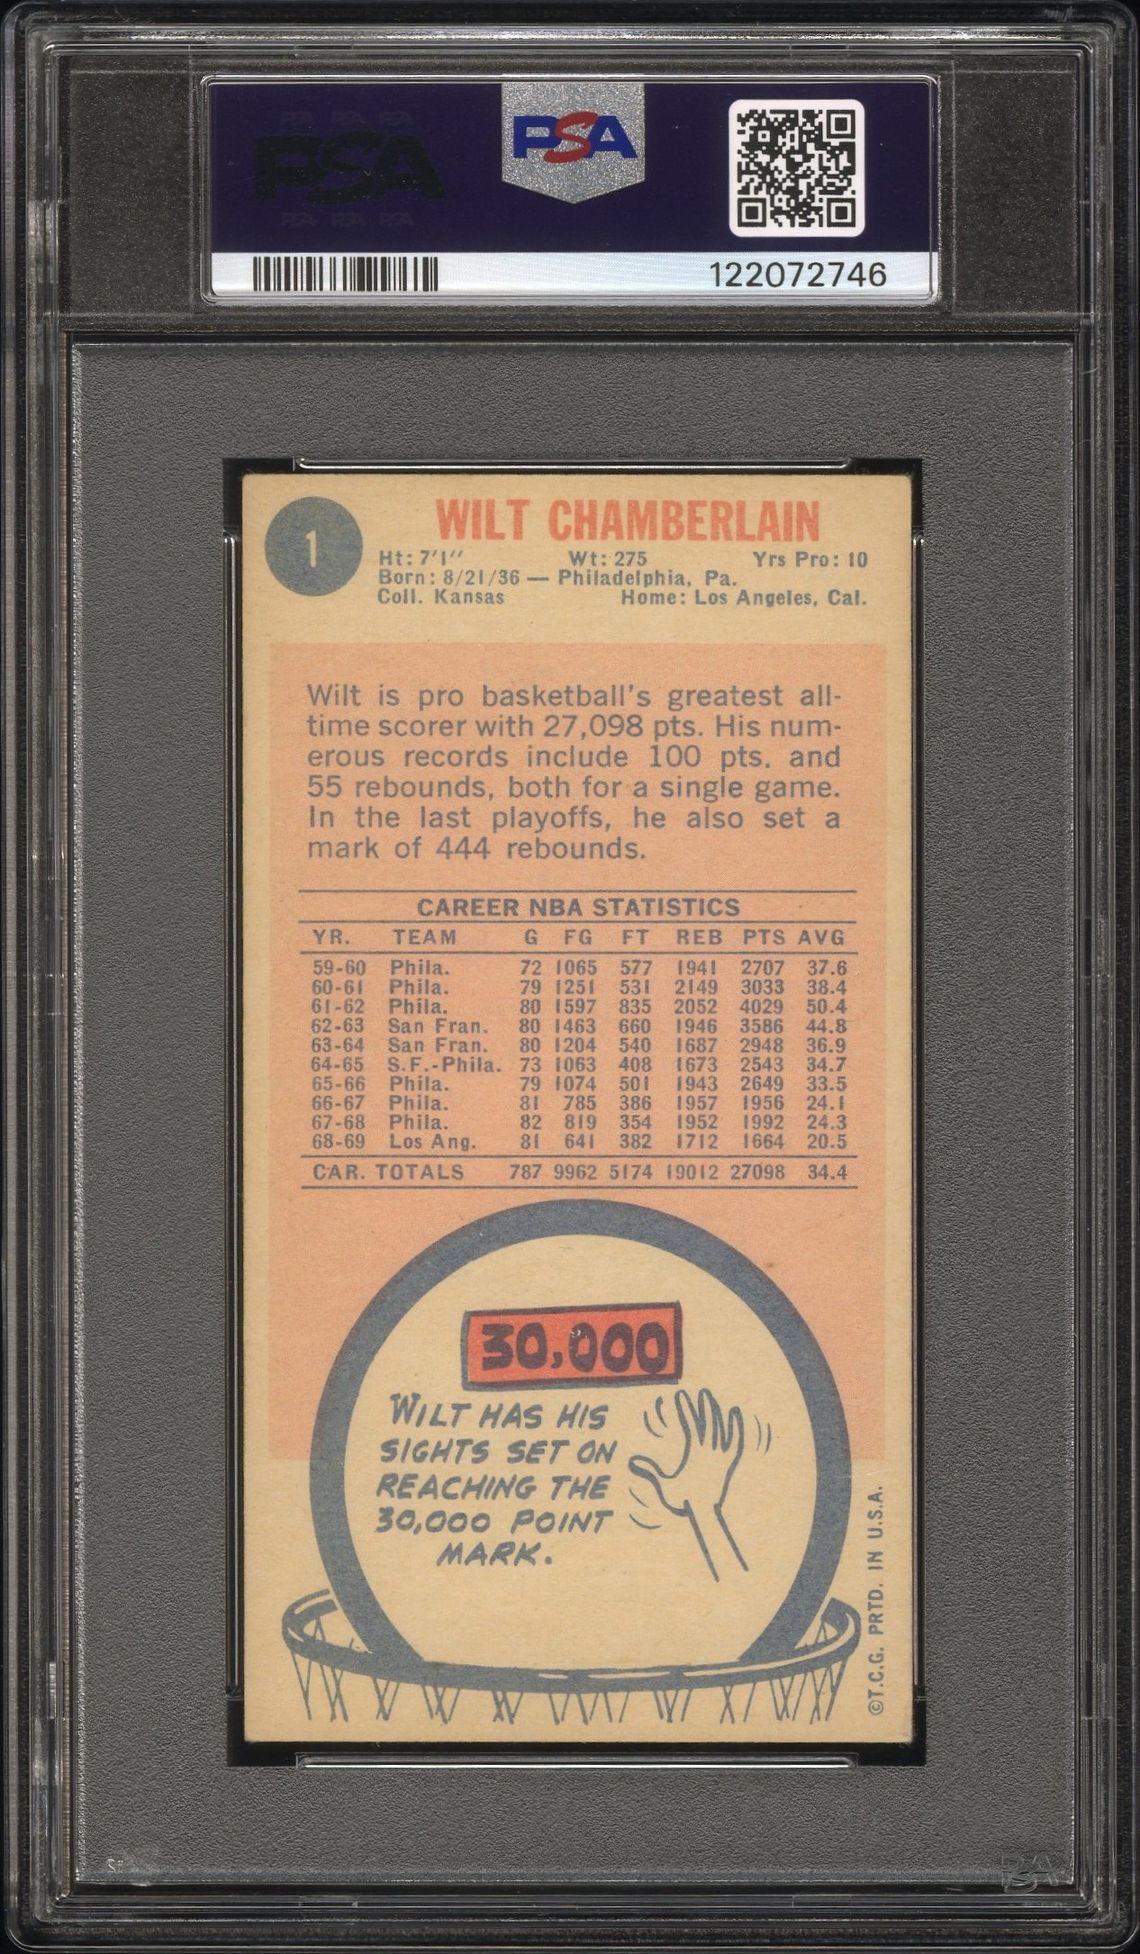 PSA
PSA
122072746
1
WILT CHAMBERLAIN
Ht: 7'1" Wt: 275 Yrs Pro: 10
Born: 8/21/36 — Philadelphia, Pa.
Coll. Kansas Home: Los Angeles, Cal.
Wilt is pro basketball's greatest all-
time scorer with 27,098 pts. His num-
erous records include 100 pts. and
55 rebounds, both for a single game.
In the last playoffs, he also set a
mark of 444 rebounds.
CAREER NBA STATISTICS
YR. TEAM G FG FT REB PTS AVG
59-60 Phila. 72 1065 577 1941 2707 37.6
60-61 Phila. 79 1251 531 2149 3033 38.4
61-62 Phila. 80 1597 835 2052 4029 50.4
62-63 San Fran. 80 1463 660 1946 3586 44.8
63-64 San Fran. 80 1204 540 1687 2948 36.9
64-65 S.F.-Phila. 73 1063 408 1673 2543 34.7
65-66 Phila. 79 1074 501 1943 2649 33.5
66-67 Phila. 81 785 386 1957 1956 24.1
67-68 Phila. 82 819 354 1952 1992 24.3
68-69 Los Ang. 81 641 382 1712 1664 20.5
CAR. TOTALS 787 9962 5174 19012 27098 34.4
30,000
WILT HAS HIS
SIGHTS SET ON
REACHING THE
30,000 POINT
MARK.
©T.C.G. PRTD. IN U.S.A.
PSA